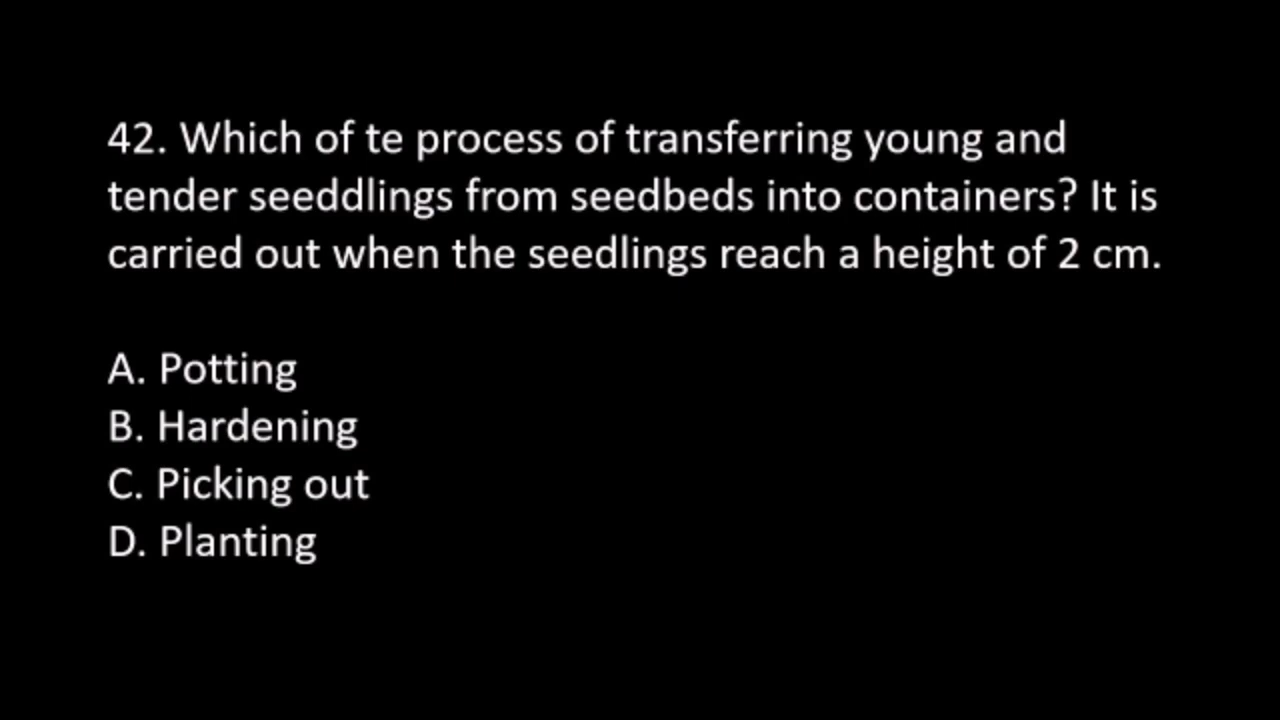 42. Which of te process of transferring young and
tender seeddlings from seedbeds into containers? It is
carried out when the seedlings reach a height of 2 cm.
A. Potting
B. Hardening
C. Picking out
D. Planting